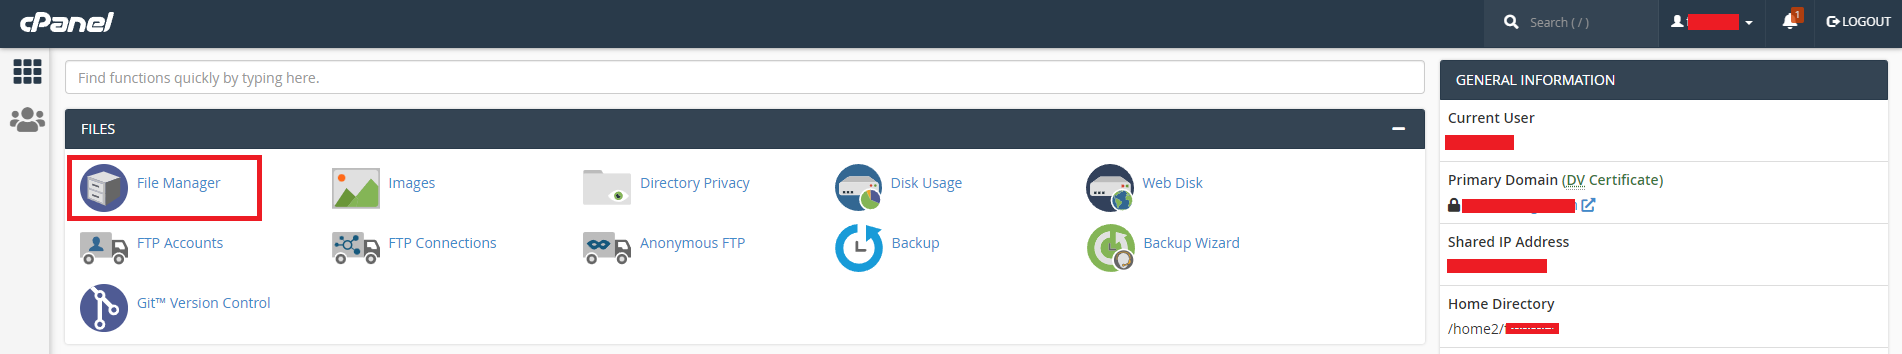 cPanel
Search ( / )
1
LOGOUT
Find functions quickly by typing here.
FILES
File Manager
Images
Directory Privacy
Disk Usage
Web Disk
FTP Accounts
FTP Connections
Anonymous FTP
Backup
Backup Wizard
Git™ Version Control
GENERAL INFORMATION
Current User
Primary Domain (DV Certificate)
Shared IP Address
Home Directory
/home2/